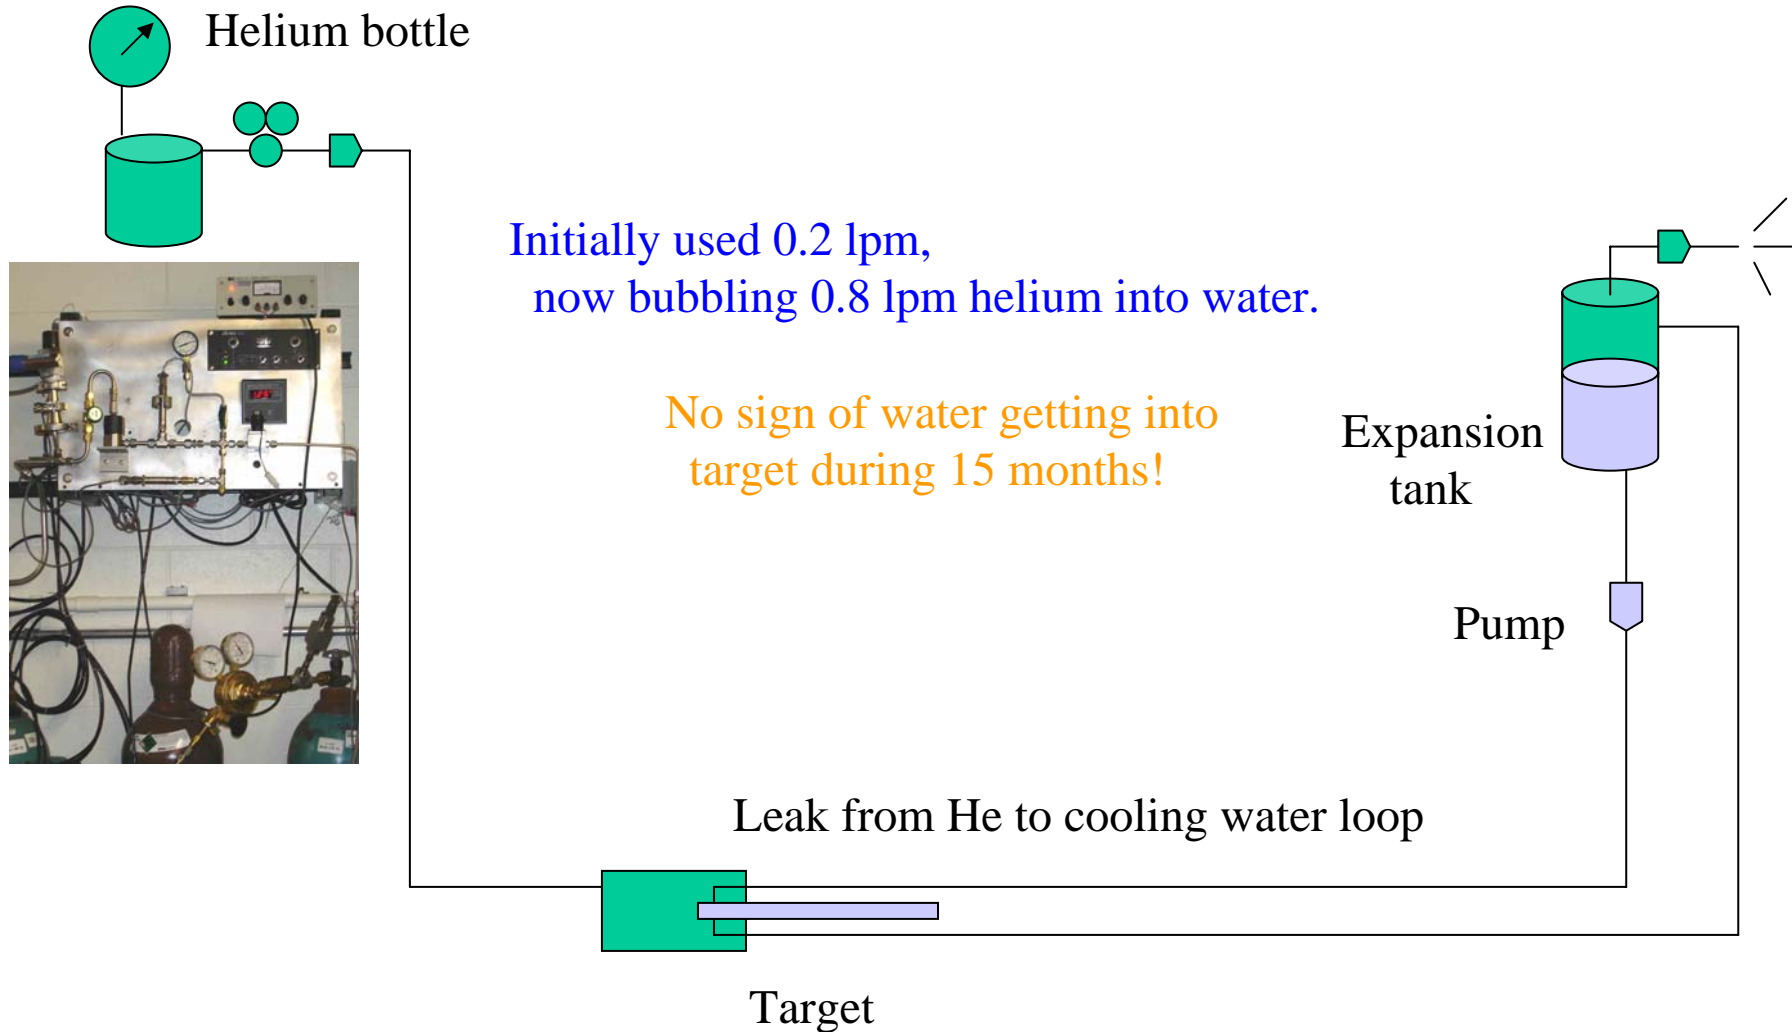 Helium bottle
Initially used 0.2 lpm,
now bubbling 0.8 lpm helium into water.
No sign of water getting into
target during 15 months!
Expansion
tank
Pump
Leak from He to cooling water loop
Target